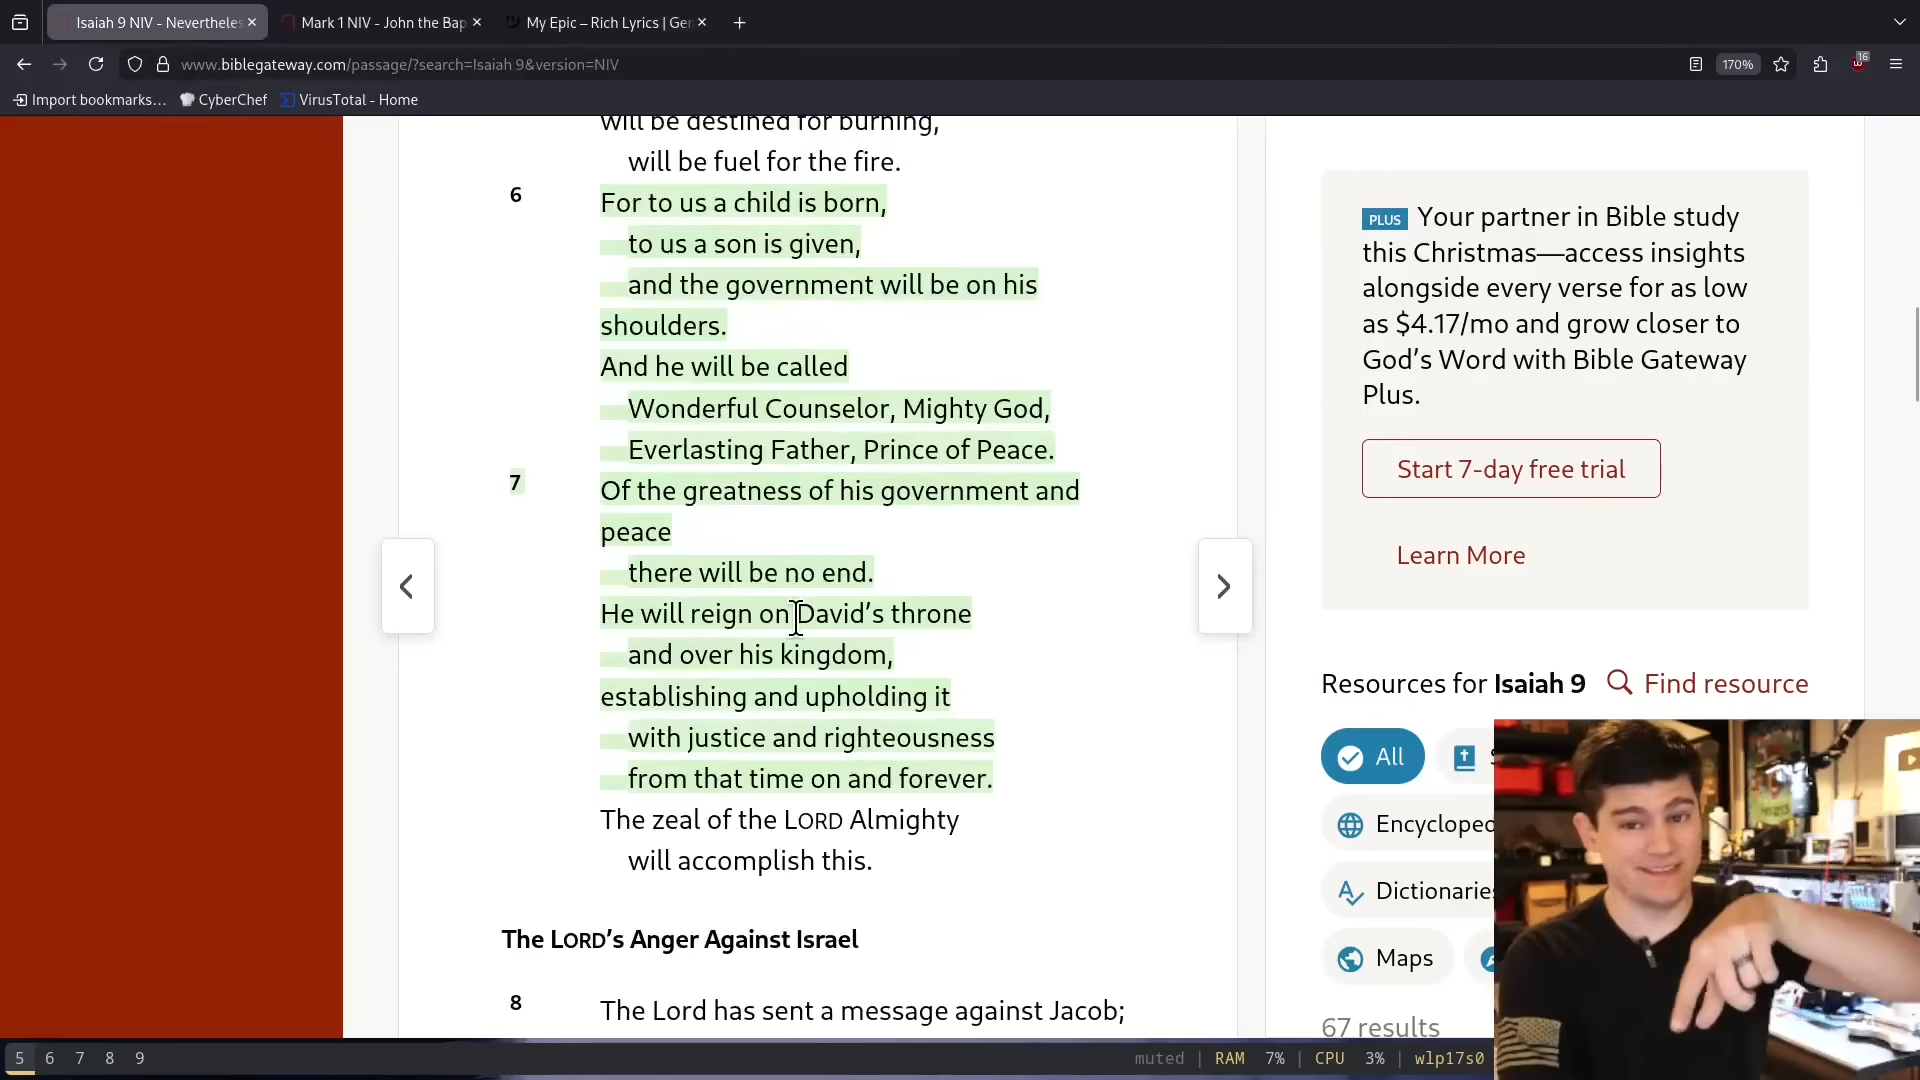 Isaiah 9 NIV - Neverthele
Mark 1 NIV - John the Bap
My Epic – Rich Lyrics | Ger
www.biblegateway.com/passage/?search=Isaiah 9&version=NIV
170%
16
Import bookmarks...
CyberChef
VirusTotal - Home
will be destined for burning,
will be fuel for the fire.
6
For to us a child is born,
to us a son is given,
and the government will be on his
shoulders.
And he will be called
Wonderful Counselor, Mighty God,
Everlasting Father, Prince of Peace.
7
Of the greatness of his government and
peace
there will be no end.
He will reign on David’s throne
and over his kingdom,
establishing and upholding it
with justice and righteousness
from that time on and forever.
The zeal of the LORD Almighty
will accomplish this.
The LORD’s Anger Against Israel
8
The Lord has sent a message against Jacob;
PLUS Your partner in Bible study
this Christmas—access insights
alongside every verse for as low
as $4.17/mo and grow closer to
God’s Word with Bible Gateway
Plus.
Start 7-day free trial
Learn More
Resources for Isaiah 9
Find resource
All
Encyclope
Dictionarie
Maps
67 results
5 6 7 8 9
muted | RAM 7% | CPU 3% | wlp17s0